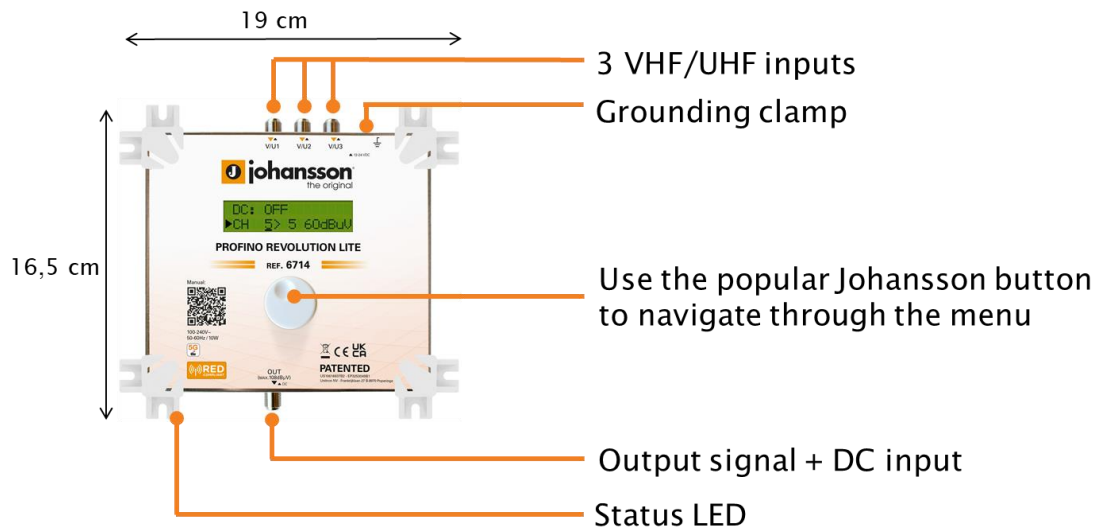 19 cm
3 VHF/UHF inputs
Grounding clamp
V/U1 V/U2 V/U3
16,5 cm
johansson
the original
DC: OFF
►CH 5> 5 60dBuV
PROFINO REVOLUTION LITE
REF. 6714
Manual:
Use the popular Johansson button
to navigate through the menu
100-240V~
50-60Hz / 10W
5G
CE UK
CA
RED
OUT
PATENTED
Output signal + DC input
Status LED